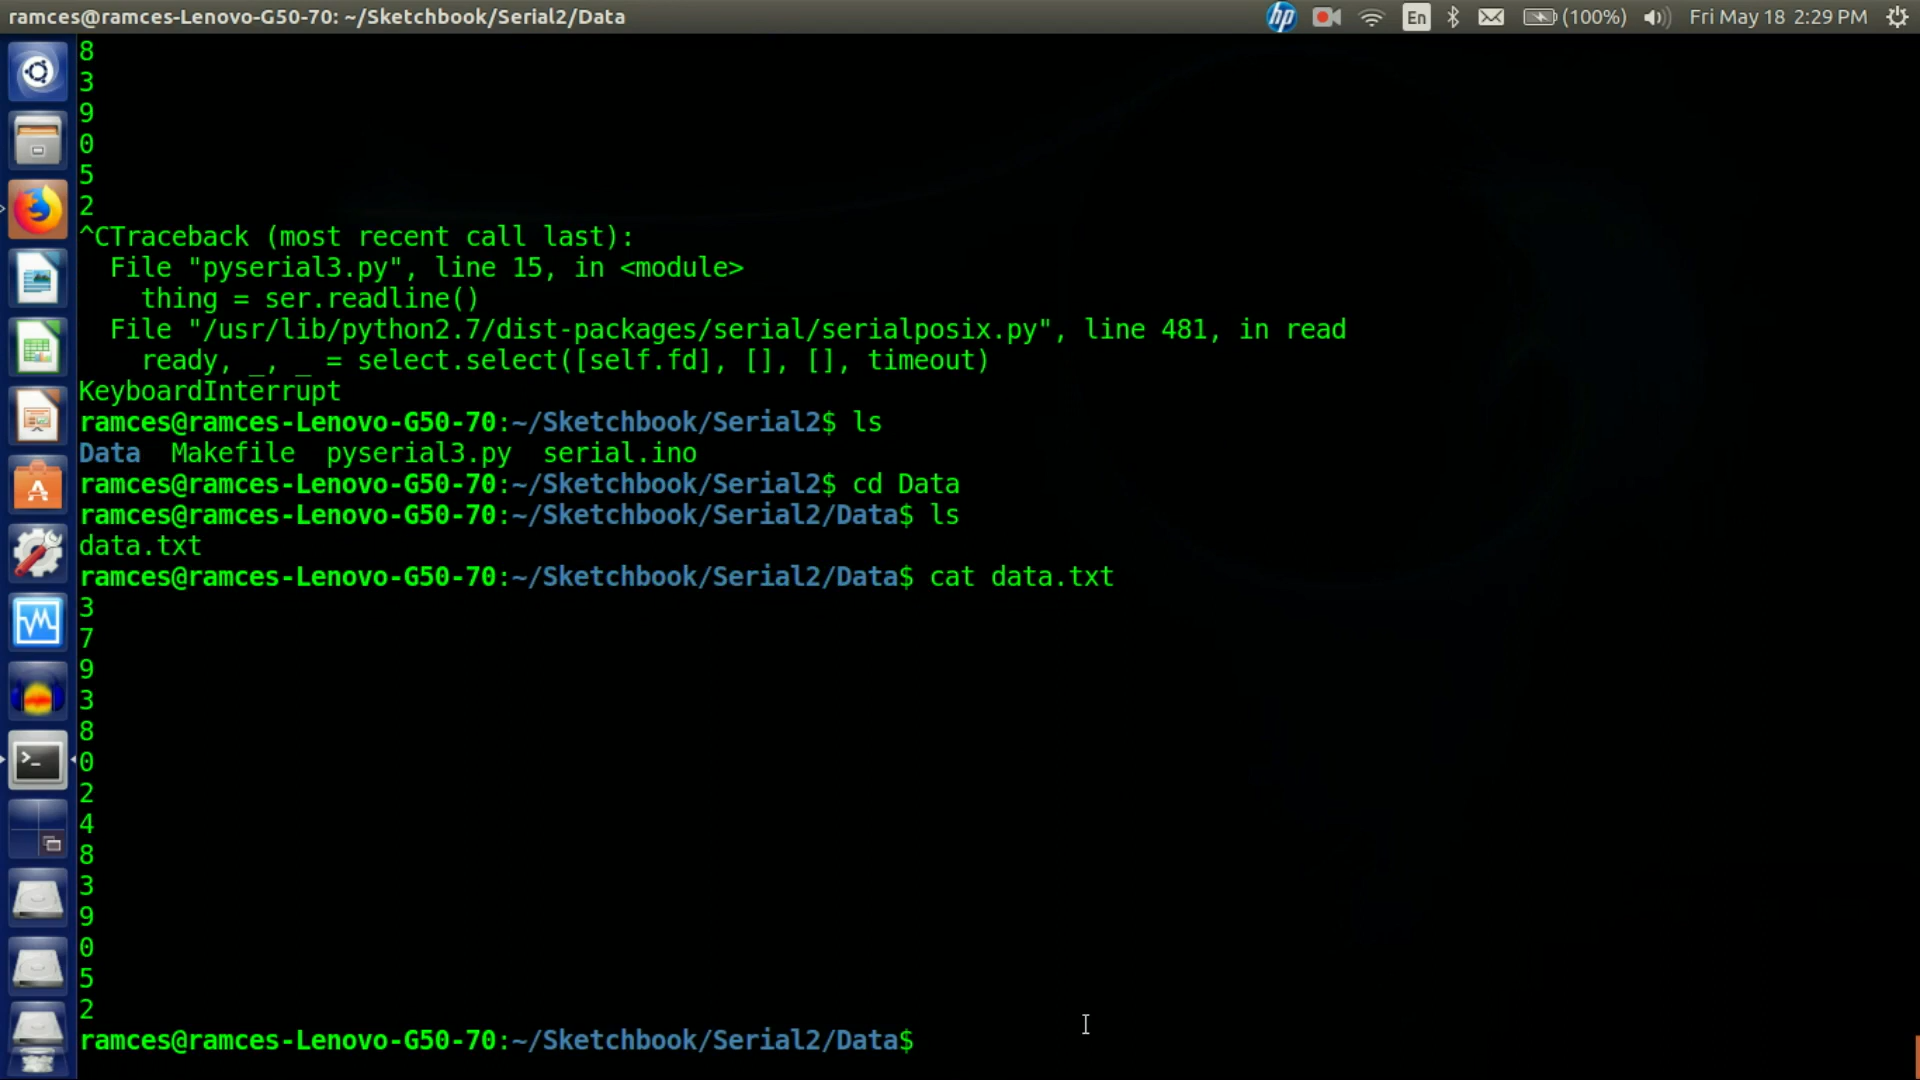 ramces@ramces-Lenovo-G50-70: ~/Sketchbook/Serial2/Data
hp En (100%) Fri May 18 2:29 PM
8
3
9
0
5
2
^CTraceback (most recent call last):
  File "pyserial3.py", line 15, in <module>
    thing = ser.readline()
  File "/usr/lib/python2.7/dist-packages/serial/serialposix.py", line 481, in read
    ready, _, _ = select.select([self.fd], [], [], timeout)
KeyboardInterrupt
ramces@ramces-Lenovo-G50-70:~/Sketchbook/Serial2$ ls
Data  Makefile  pyserial3.py  serial.ino
ramces@ramces-Lenovo-G50-70:~/Sketchbook/Serial2$ cd Data
ramces@ramces-Lenovo-G50-70:~/Sketchbook/Serial2/Data$ ls
data.txt
ramces@ramces-Lenovo-G50-70:~/Sketchbook/Serial2/Data$ cat data.txt
3
7
9
3
8
0
2
4
8
3
9
0
5
2
ramces@ramces-Lenovo-G50-70:~/Sketchbook/Serial2/Data$